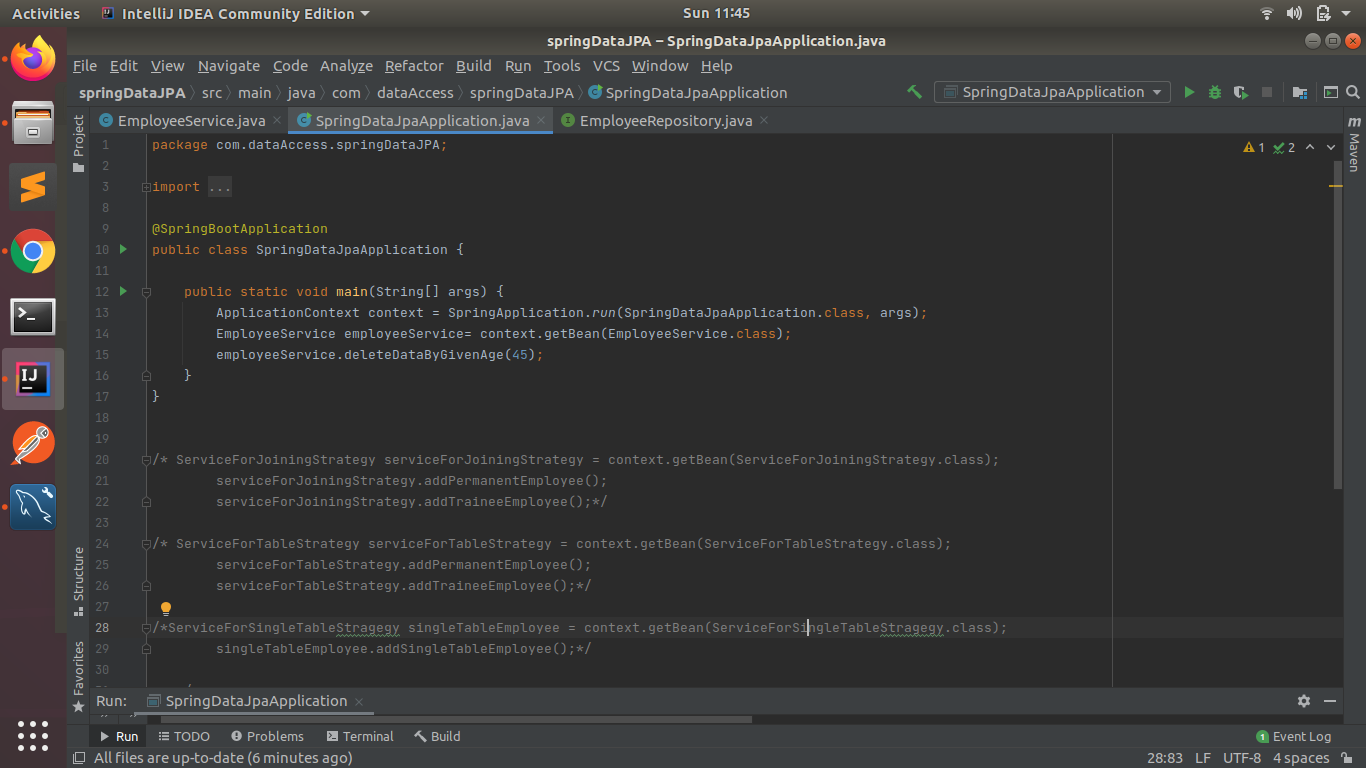 Activities IntelliJ IDEA Community Edition Sun 11:45
springDataJPA – SpringDataJpaApplication.java
File Edit View Navigate Code Analyze Refactor Build Run Tools VCS Window Help
springDataJPA src main java com dataAccess springDataJPA SpringDataJpaApplication SpringDataJpaApplication
Project EmployeeService.java SpringDataJpaApplication.java EmployeeRepository.java Maven
1 package com.dataAccess.springDataJPA; 1 2
2
3 import ...
8
9 @SpringBootApplication
10 public class SpringDataJpaApplication {
11
12 public static void main(String[] args) {
13 ApplicationContext context = SpringApplication.run(SpringDataJpaApplication.class, args);
14 EmployeeService employeeService= context.getBean(EmployeeService.class);
15 employeeService.deleteDataByGivenAge(45);
16 }
17 }
18
19
20 /* ServiceForJoiningStrategy serviceForJoiningStrategy = context.getBean(ServiceForJoiningStrategy.class);
21 serviceForJoiningStrategy.addPermanentEmployee();
22 serviceForJoiningStrategy.addTraineeEmployee();*/
23
24 /* ServiceForTableStrategy serviceForTableStrategy = context.getBean(ServiceForTableStrategy.class);
25 serviceForTableStrategy.addPermanentEmployee();
26 serviceForTableStrategy.addTraineeEmployee();*/
27
28 /*ServiceForSingleTableStragegy singleTableEmployee = context.getBean(ServiceForSingleTableStragegy.class);
29 singleTableEmployee.addSingleTableEmployee();*/
30
Structure
Favorites
Run: SpringDataJpaApplication
Run TODO Problems Terminal Build 1 Event Log
All files are up-to-date (6 minutes ago) 28:83 LF UTF-8 4 spaces